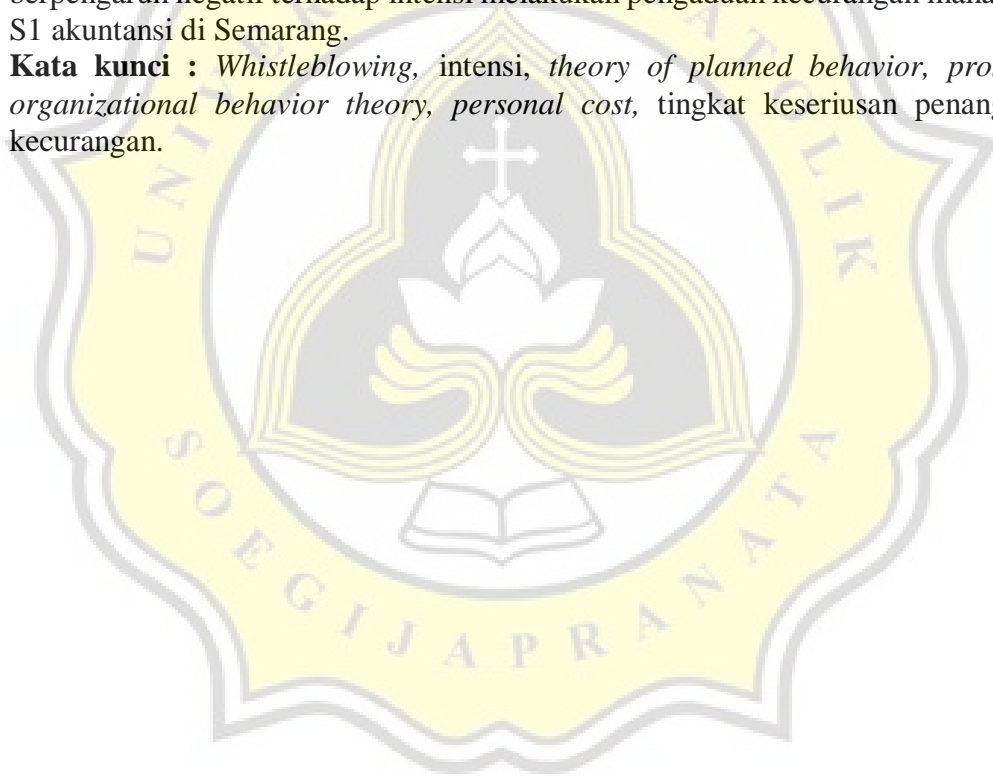 berpengaruh negatif terhadap intensi melakukan pengaduan kecurangan maha
S1 akuntansi di Semarang.
Kata kunci : Whistleblowing, intensi, theory of planned behavior, pro
organizational behavior theory, personal cost, tingkat keseriusan penang
kecurangan.
ATOLIK
SOEGIJAPRANATA